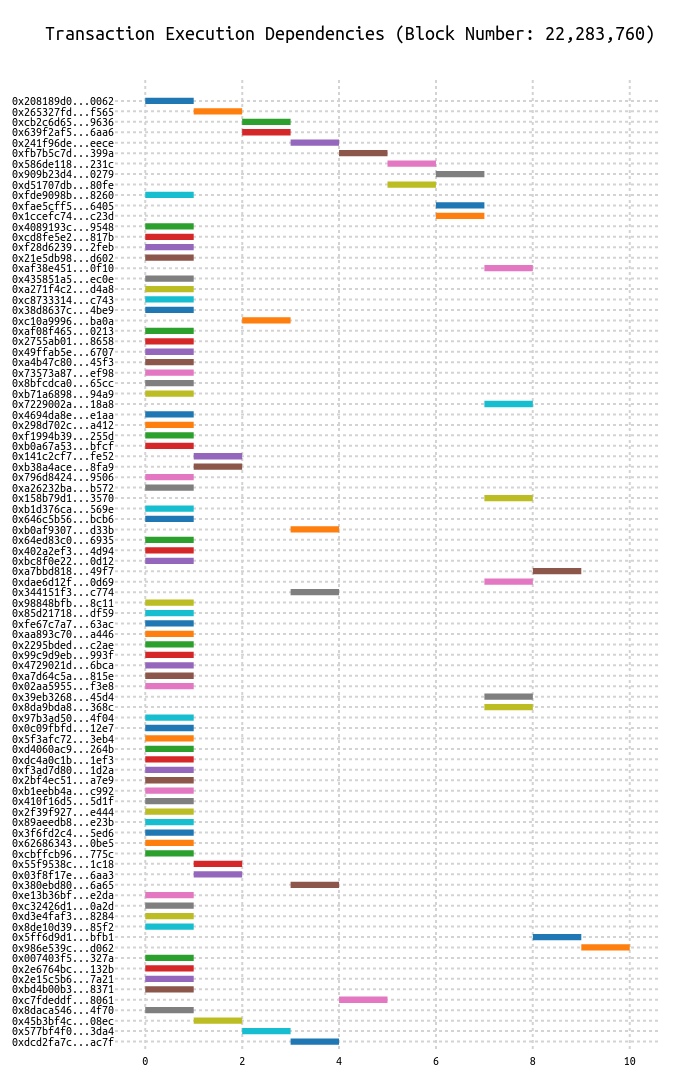 Transaction Execution Dependencies (Block Number: 22,283,760)
0x208189d0...0062
0x265327fd...f565
0xcb2c6d65...9636
0x639f2af5...6aa6
0x241f96de...eece
0xfb7b5c7d...399a
0x586de118...231c
0x909b23d4...0279
0xd51707db...80fe
0xfde9098b...8260
0xfae5cff5...6405
0x1ccefc74...c23d
0x4089193c...9548
0xcd8fe5e2...817b
0xf28d6239...2feb
0x21e5db98...d602
0xaf38e451...0f10
0x435851a5...ec0e
0xa271f4c2...d4a8
0xc8733314...c743
0x38d8637c...4be9
0xc10a9996...ba0a
0xaf08f465...0213
0x2755ab01...8658
0x49ffab5e...6707
0xa4b47c80...45f3
0x73573a87...ef98
0x8bfcdca0...65cc
0xb71a6898...94a9
0x7229002a...18a8
0x4694da8e...e1aa
0x298d702c...a412
0xf1994b39...255d
0xb0a67a53...bfcf
0x141c2cf7...fe52
0xb38a4ace...8fa9
0x796d8424...9506
0xa26232ba...b572
0x158b79d1...3570
0xb1d376ca...569e
0x646c5b56...bcb6
0xb0af9307...d33b
0x64ed83c0...6935
0x402a2ef3...4d94
0xbc8f0e22...0d12
0xa7bbd818...49f7
0xdae6d12f...0d69
0x344151f3...c774
0x98848bfb...8c11
0x85d21718...df59
0xfe67c7a7...63ac
0xaa893c70...a446
0x2295bded...c2ae
0x99c9d9eb...993f
0x4729021d...6bca
0xa7d64c5a...815e
0x02aa5955...f3e8
0x39eb3268...45d4
0x8da9bda8...368c
0x97b3ad50...4f04
0x0c09fbfd...12e7
0x5f3afc72...3eb4
0xd4060ac9...264b
0xdc4a0c1b...1ef3
0xf3ad7d80...1d2a
0x2bf4ec51...a7e9
0xb1eebb4a...c992
0x410f16d5...5d1f
0x2f39f927...e444
0x89aeedb8...e23b
0x3f6fd2c4...5ed6
0x62686343...0be5
0xcbffcb96...775c
0x55f9538c...1c18
0x03f8f17e...6aa3
0x380ebd80...6a65
0xe13b36bf...e2da
0xc32426d1...0a2d
0xd3e4faf3...8284
0x8de10d39...85f2
0x5ff6d9d1...bfb1
0x986e539c...d062
0x007403f5...327a
0x2e6764bc...132b
0x2e15c5b6...7a21
0xbd4b00b3...8371
0xc7fdeddf...8061
0x8daca546...4f70
0x45b3bf4c...08ec
0x577bf4f0...3da4
0xdcd2fa7c...ac7f
0 2 4 6 8 10